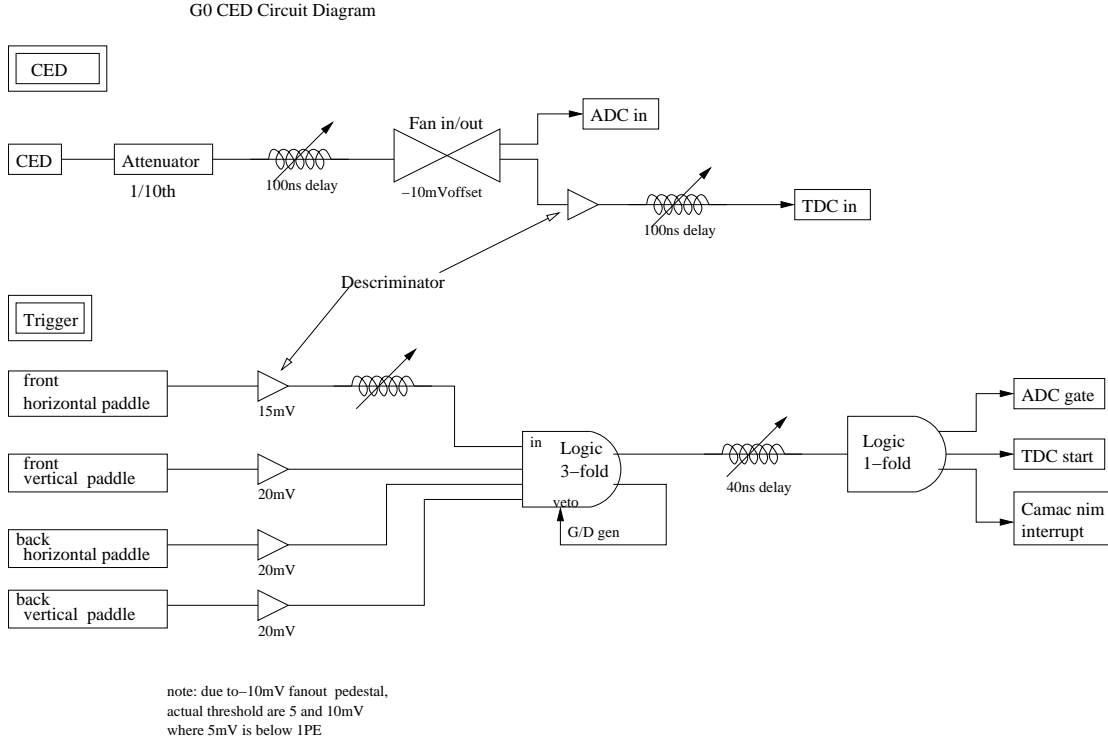 G0 CED Circuit Diagram
CED
CED
Attenuator
1/10th
100ns delay
Fan in/out
−10mVoffset
ADC in
100ns delay
TDC in
Descriminator
Trigger
front
horizontal paddle
15mV
front
vertical paddle
20mV
back
horizontal paddle
20mV
back
vertical paddle
20mV
in
Logic
3−fold
veto
G/D gen
40ns delay
Logic
1−fold
ADC gate
TDC start
Camac nim
interrupt
note: due to−10mV fanout pedestal,
actual threshold are 5 and 10mV
where 5mV is below 1PE